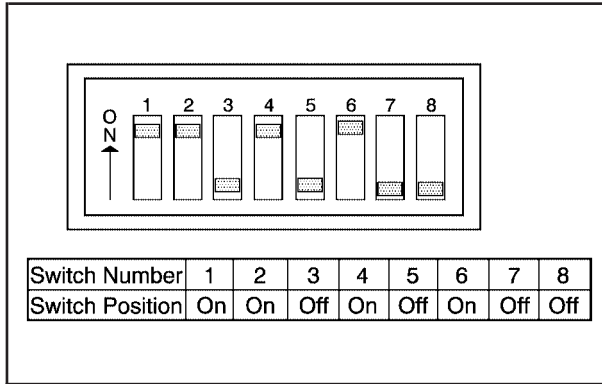 1 2 3 4 5 6 7 8
ON
Switch Number 1 2 3 4 5 6 7 8
Switch Position On On Off On Off On Off Off